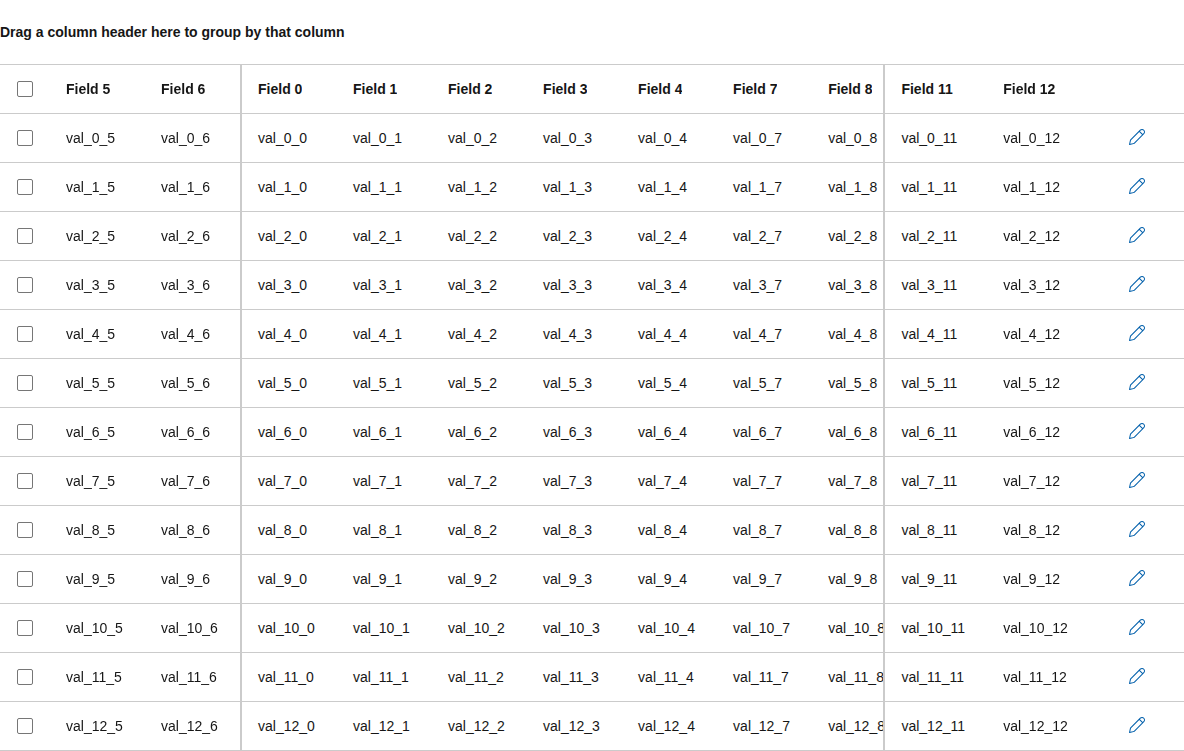 Drag a column header here to group by that column
Field 5 Field 6 Field 0 Field 1 Field 2 Field 3 Field 4 Field 7 Field 8 Field 11 Field 12
val_0_5 val_0_6 val_0_0 val_0_1 val_0_2 val_0_3 val_0_4 val_0_7 val_0_8 val_0_11 val_0_12
val_1_5 val_1_6 val_1_0 val_1_1 val_1_2 val_1_3 val_1_4 val_1_7 val_1_8 val_1_11 val_1_12
val_2_5 val_2_6 val_2_0 val_2_1 val_2_2 val_2_3 val_2_4 val_2_7 val_2_8 val_2_11 val_2_12
val_3_5 val_3_6 val_3_0 val_3_1 val_3_2 val_3_3 val_3_4 val_3_7 val_3_8 val_3_11 val_3_12
val_4_5 val_4_6 val_4_0 val_4_1 val_4_2 val_4_3 val_4_4 val_4_7 val_4_8 val_4_11 val_4_12
val_5_5 val_5_6 val_5_0 val_5_1 val_5_2 val_5_3 val_5_4 val_5_7 val_5_8 val_5_11 val_5_12
val_6_5 val_6_6 val_6_0 val_6_1 val_6_2 val_6_3 val_6_4 val_6_7 val_6_8 val_6_11 val_6_12
val_7_5 val_7_6 val_7_0 val_7_1 val_7_2 val_7_3 val_7_4 val_7_7 val_7_8 val_7_11 val_7_12
val_8_5 val_8_6 val_8_0 val_8_1 val_8_2 val_8_3 val_8_4 val_8_7 val_8_8 val_8_11 val_8_12
val_9_5 val_9_6 val_9_0 val_9_1 val_9_2 val_9_3 val_9_4 val_9_7 val_9_8 val_9_11 val_9_12
val_10_5 val_10_6 val_10_0 val_10_1 val_10_2 val_10_3 val_10_4 val_10_7 val_10_8 val_10_11 val_10_12
val_11_5 val_11_6 val_11_0 val_11_1 val_11_2 val_11_3 val_11_4 val_11_7 val_11_8 val_11_11 val_11_12
val_12_5 val_12_6 val_12_0 val_12_1 val_12_2 val_12_3 val_12_4 val_12_7 val_12_8 val_12_11 val_12_12